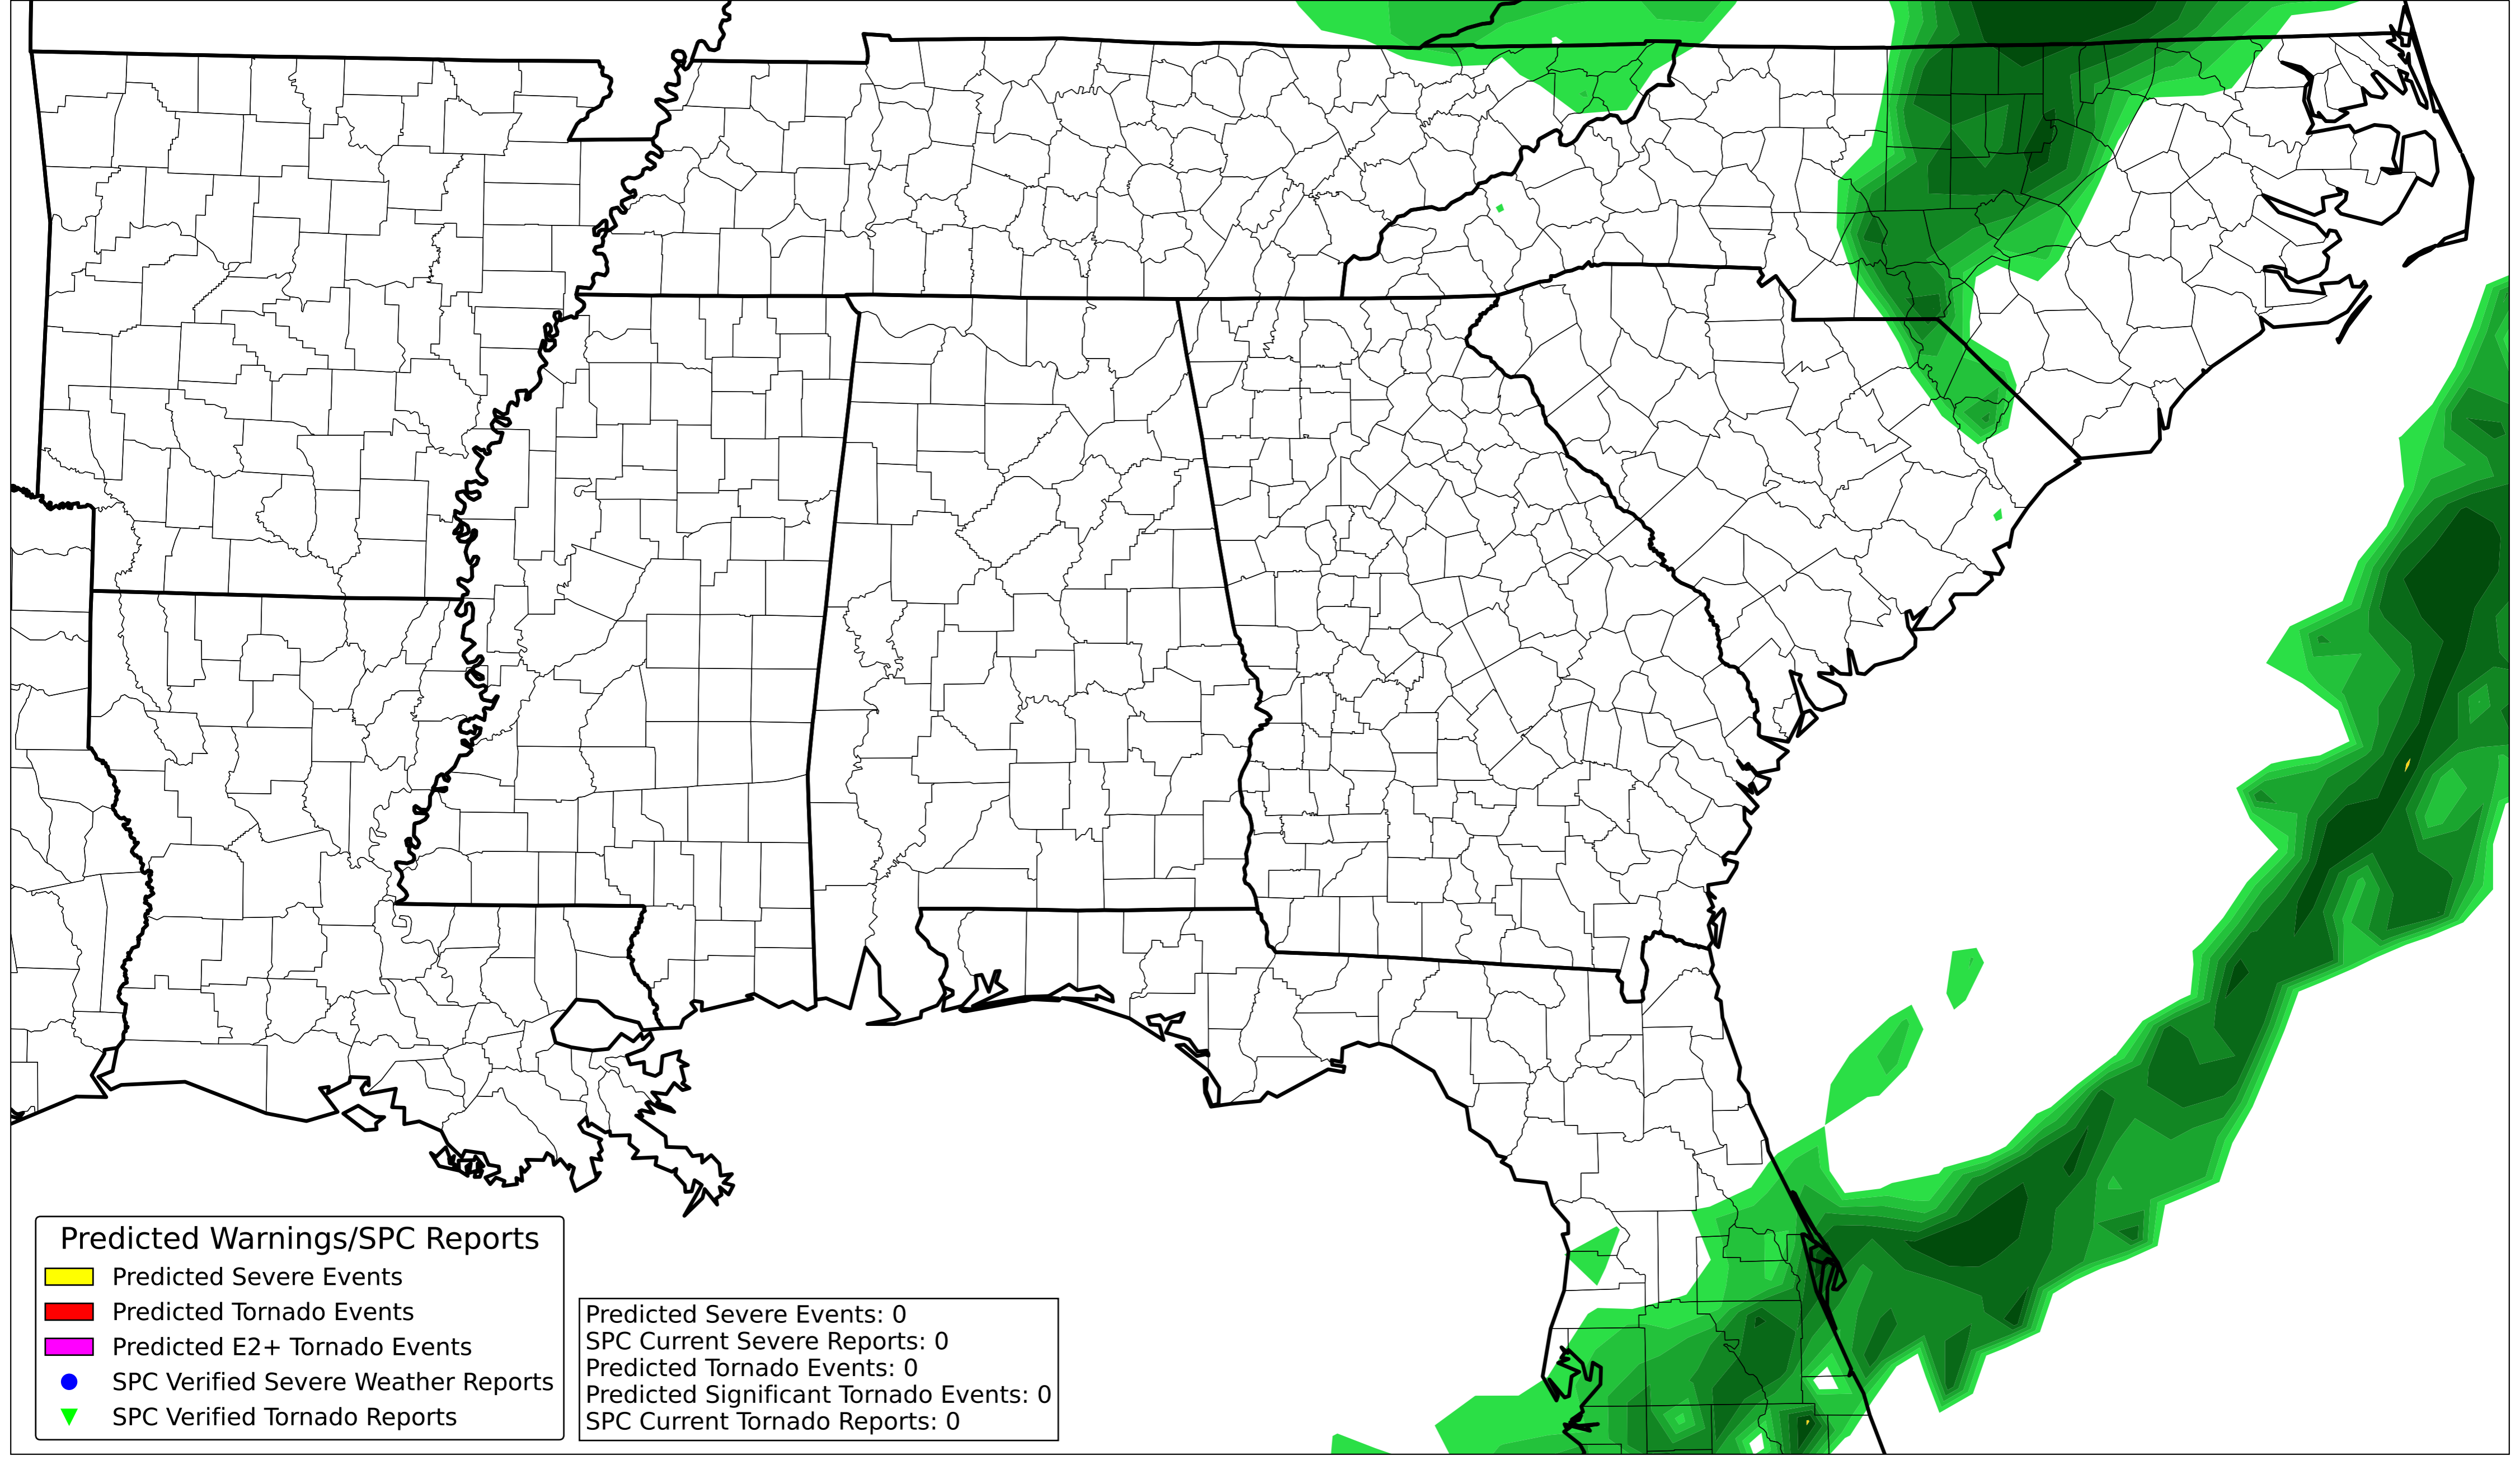 Predicted Warnings/SPC Reports
Predicted Severe Events
Predicted Tornado Events
Predicted E2+ Tornado Events
SPC Verified Severe Weather Reports
SPC Verified Tornado Reports
Predicted Severe Events: 0
SPC Current Severe Reports: 0
Predicted Tornado Events: 0
Predicted Significant Tornado Events: 0
SPC Current Tornado Reports: 0